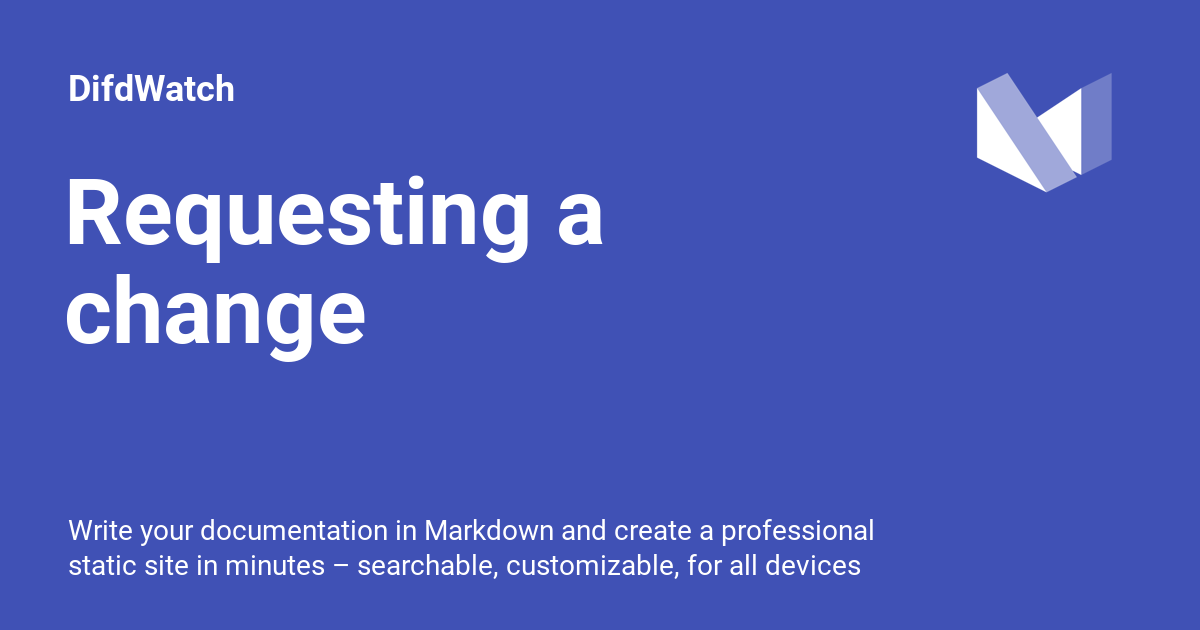 DifdWatch
Requesting a
change
Write your documentation in Markdown and create a professional
static site in minutes – searchable, customizable, for all devices